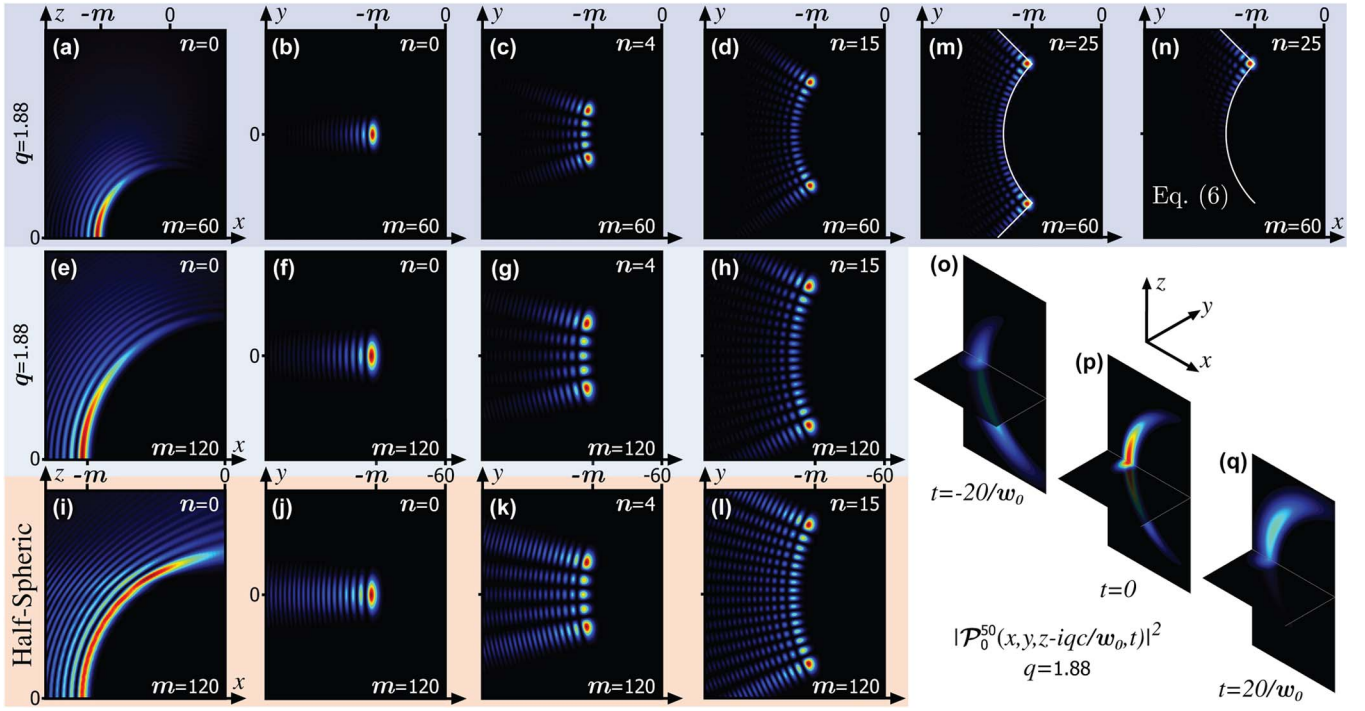 z -m 0
(a) n=0
q=1.88
0 m=60 x
y -m 0
(b) n=0
0
m=60
y -m 0
(c) n=4
m=60
y -m 0
(d) n=15
m=60
y -m 0
(m) n=25
m=60
y -m 0
(n) n=25
Eq. (6)
m=60 x
(e) n=0
q=1.88
0 m=120 x
-m 0
(f) n=0
0
m=120
(g) n=4
m=120
(h) n=15
m=120
z
(i) n=0
Half-Spheric
0 m=120 x
y -m -60
(j) n=0
0
m=120
y -m -60
(k) n=4
m=120
y -m -60
(l) n=15
m=120
(o)
t=-20/w₀
z
y
x
(p)
t=0
(q)
t=20/w₀
|𝒫₀⁵⁰(x,y,z-iqc/w₀,t)|²
q=1.88